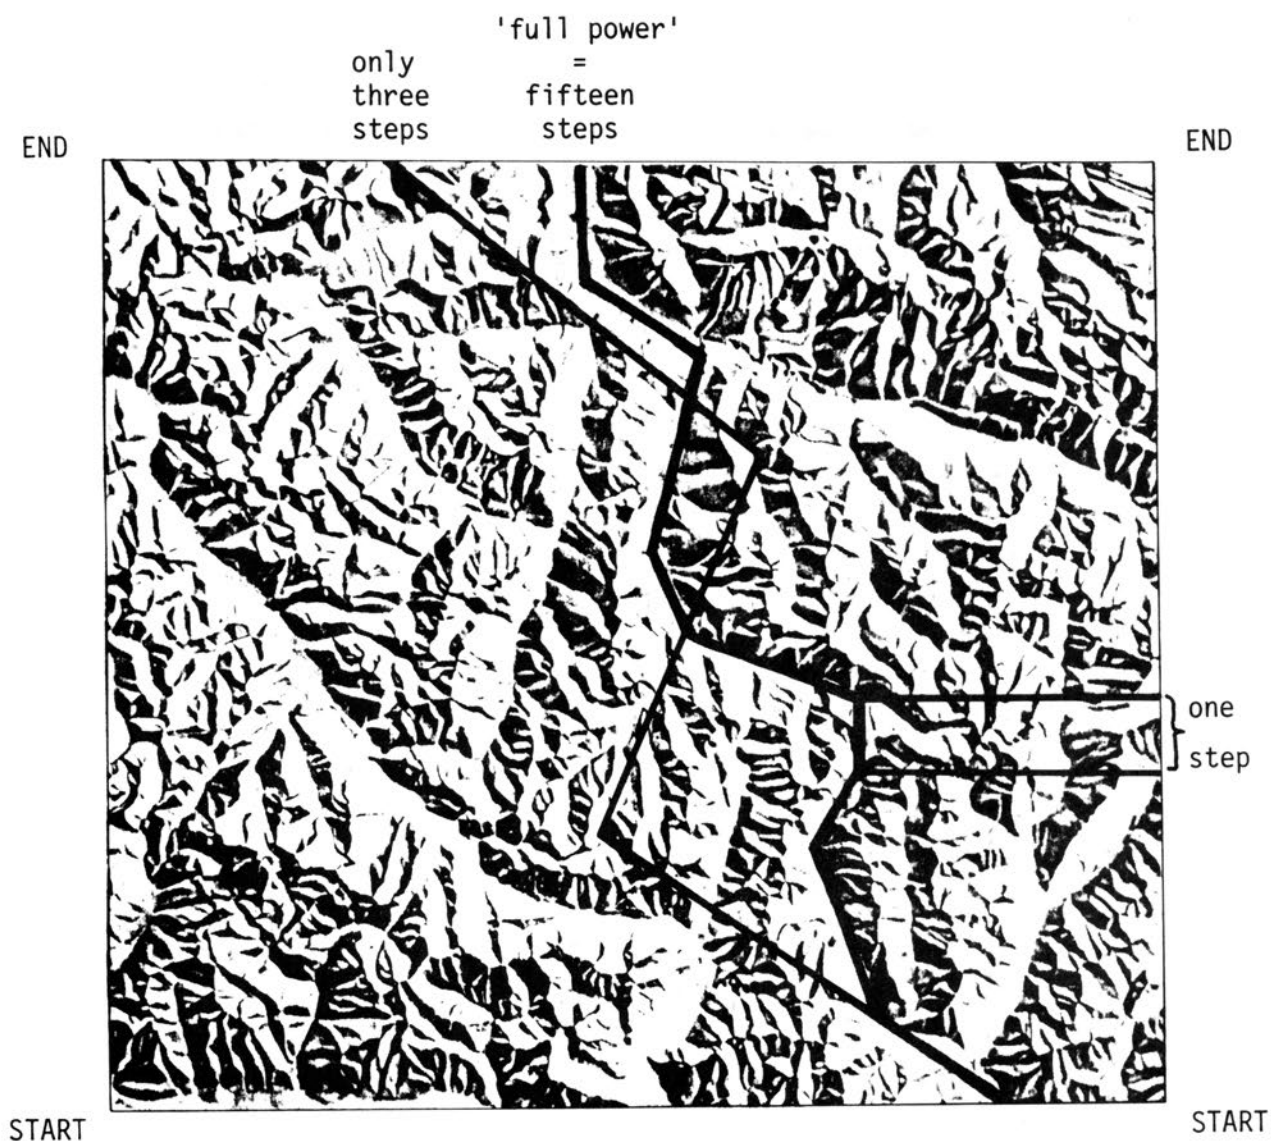 'full power'
=
fifteen
steps
only
three
steps
END
END
one
step
START
START